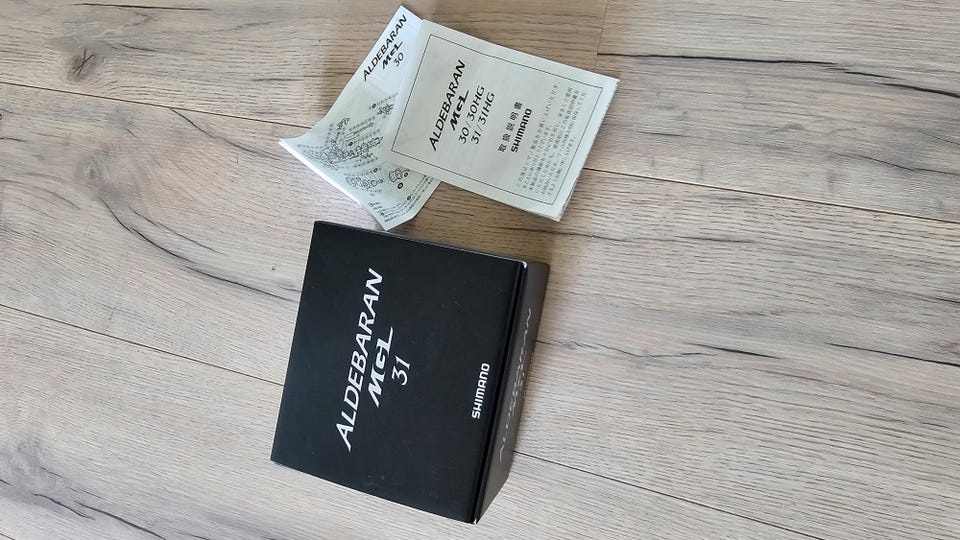 ALDEBARAN
MGL
30
ALDEBARAN
MGL
30/30HG
31/31HG
取扱説明書
SHIMANO
ALDEBARAN
MGL
31
SHIMANO
ALDEBARAN